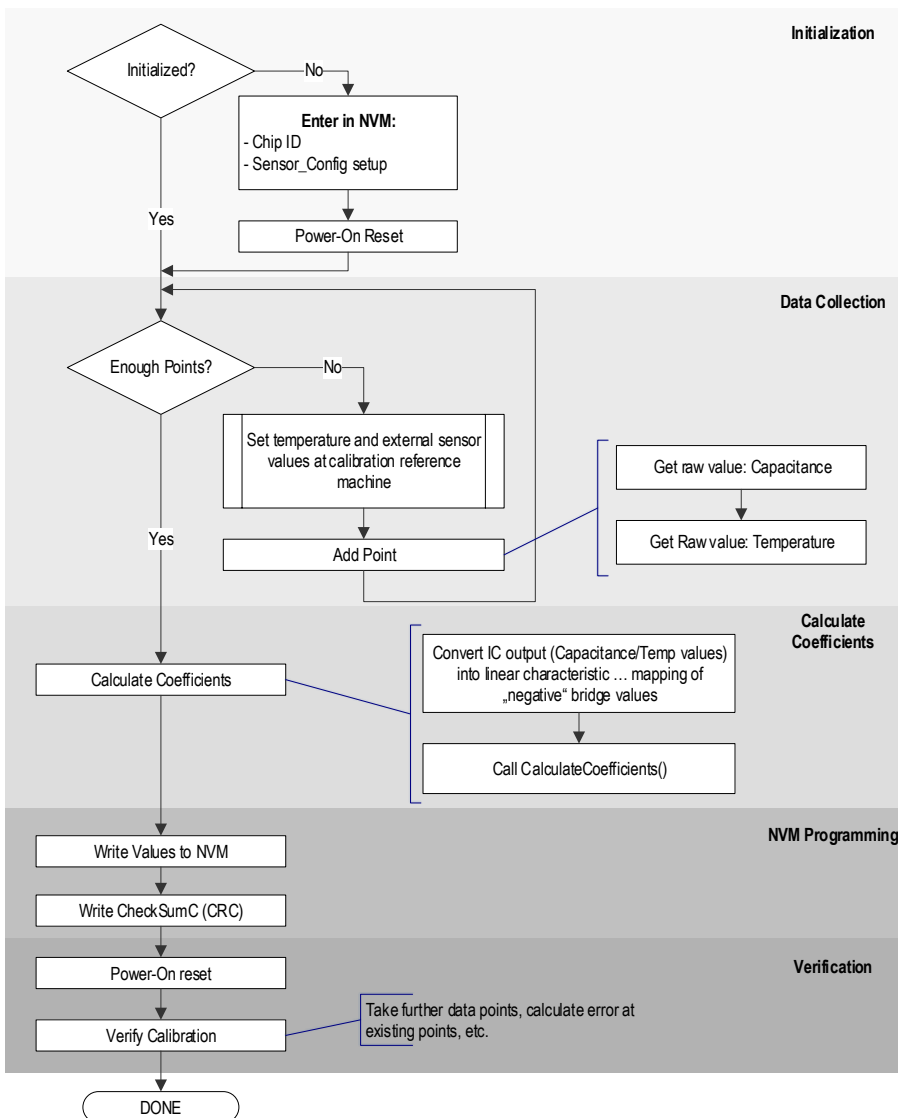 Initialization
Initialized?
No
Enter in NVM:
- Chip ID
- Sensor_Config setup
Yes
Power-On Reset
Data Collection
Enough Points?
No
Set temperature and external sensor
values at calibration reference
machine
Get raw value: Capacitance
Yes
Add Point
Get Raw value: Temperature
Calculate
Coefficients
Calculate Coefficients
Convert IC output (Capacitance/Temp values)
into linear characteristic … mapping of
„negative“ bridge values
Call CalculateCoefficients()
NVM Programming
Write Values to NVM
Write CheckSumC (CRC)
Verification
Power-On reset
Verify Calibration
Take further data points, calculate error at
existing points, etc.
DONE